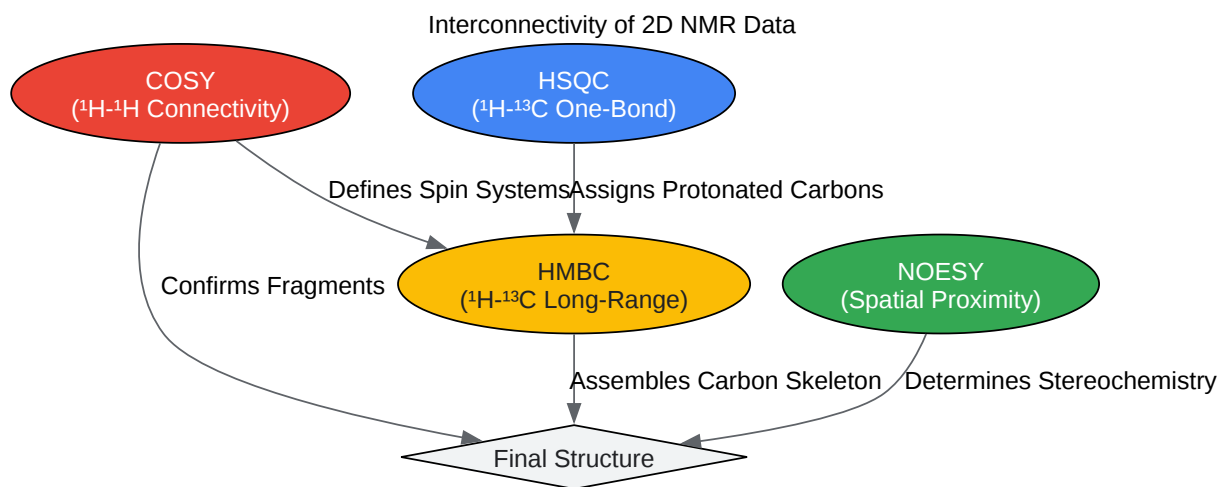 Interconnectivity of 2D NMR Data
COSY
(¹H-¹H Connectivity)
HSQC
(¹H-¹³C One-Bond)
Defines Spin Systems
Assigns Protonated Carbons
Confirms Fragments
HMBC
(¹H-¹³C Long-Range)
NOESY
(Spatial Proximity)
Assembles Carbon Skeleton
Determines Stereochemistry
Final Structure